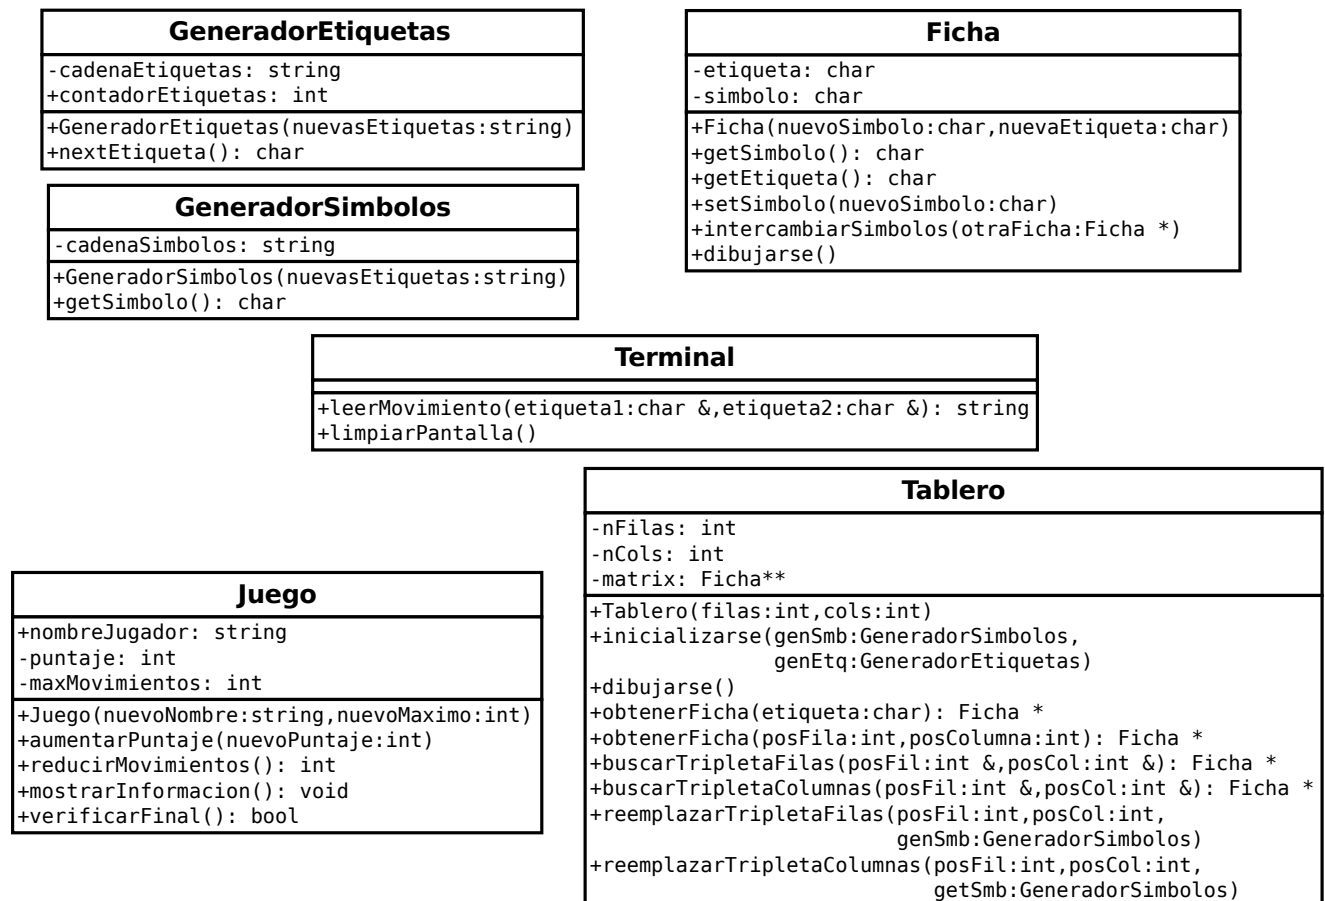 GeneradorEtiquetas
-cadenaEtiquetas: string
+contadorEtiquetas: int
+GeneradorEtiquetas(nuevasEtiquetas:string)
+nextEtiqueta(): char
Ficha
-etiqueta: char
-simbolo: char
+Ficha(nuevoSimbolo:char,nuevaEtiqueta:char)
+getSimbolo(): char
+getEtiqueta(): char
+setSimbolo(nuevoSimbolo:char)
+intercambiarSimbolos(otraFicha:Ficha *)
+dibujarse()
GeneradorSimbolos
-cadenaSimbolos: string
+GeneradorSimbolos(nuevasEtiquetas:string)
+getSimbolo(): char
Terminal
+leerMovimiento(etiqueta1:char &,etiqueta2:char &): string
+limpiarPantalla()
Juego
+nombreJugador: string
-puntaje: int
-maxMovimientos: int
+Juego(nuevoNombre:string,nuevoMaximo:int)
+aumentarPuntaje(nuevoPuntaje:int)
+reducirMovimientos(): int
+mostrarInformacion(): void
+verificarFinal(): bool
Tablero
-nFilas: int
-nCols: int
-matrix: Ficha**
+Tablero(filas:int,cols:int)
+inicializarse(genSmb:GeneradorSimbolos,
genEtq:GeneradorEtiquetas)
+dibujarse()
+obtenerFicha(etiqueta:char): Ficha *
+obtenerFicha(posFila:int,posColumna:int): Ficha *
+buscarTripletaFilas(posFil:int &,posCol:int &): Ficha *
+buscarTripletaColumnas(posFil:int &,posCol:int &): Ficha *
+reemplazarTripletaFilas(posFil:int,posCol:int,
genSmb:GeneradorSimbolos)
+reemplazarTripletaColumnas(posFil:int,posCol:int,
getSmb:GeneradorSimbolos)